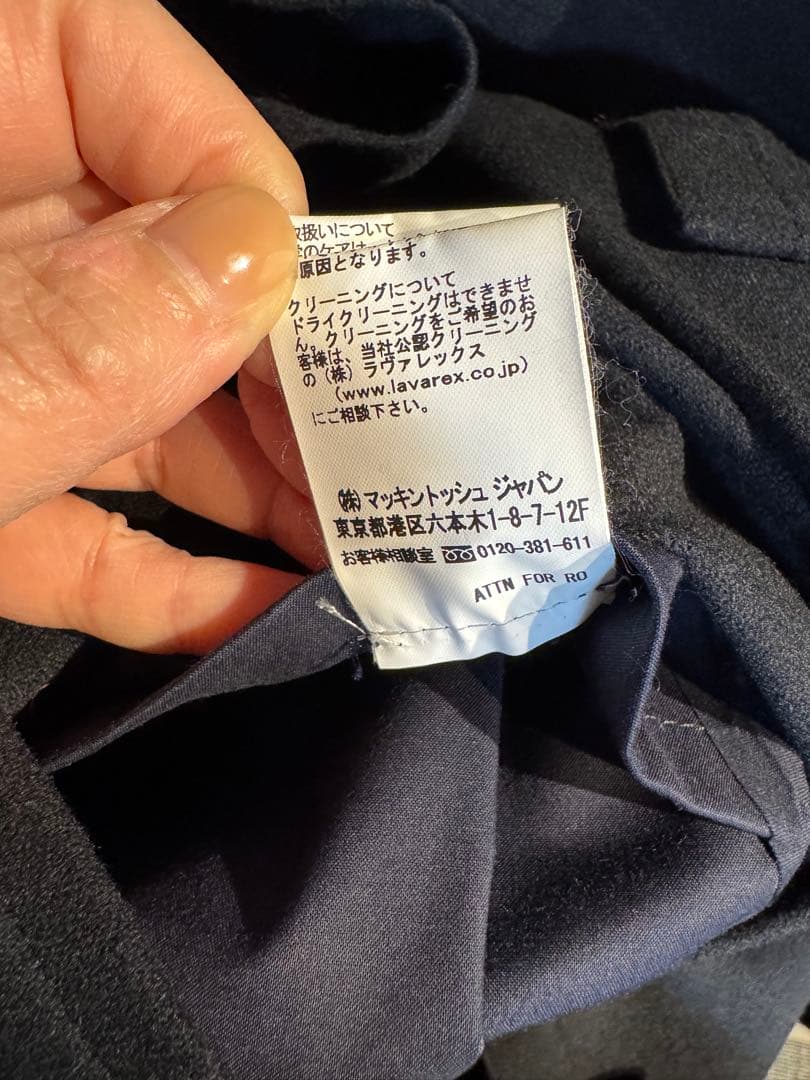 取扱いについて
のケアは
原因となります。
クリーニングについて
ドライクリーニングはできませ
ん。クリーニングをご希望のお
客様は、当社公認クリーニング
の(株)ラヴァレックス
(www.lavarex.co.jp)
にご相談下さい。
(株)マッキントッシュ ジャパン
東京都港区六本木1-8-7-12F
お客様相談室 0120-381-611
ATTN FOR RO